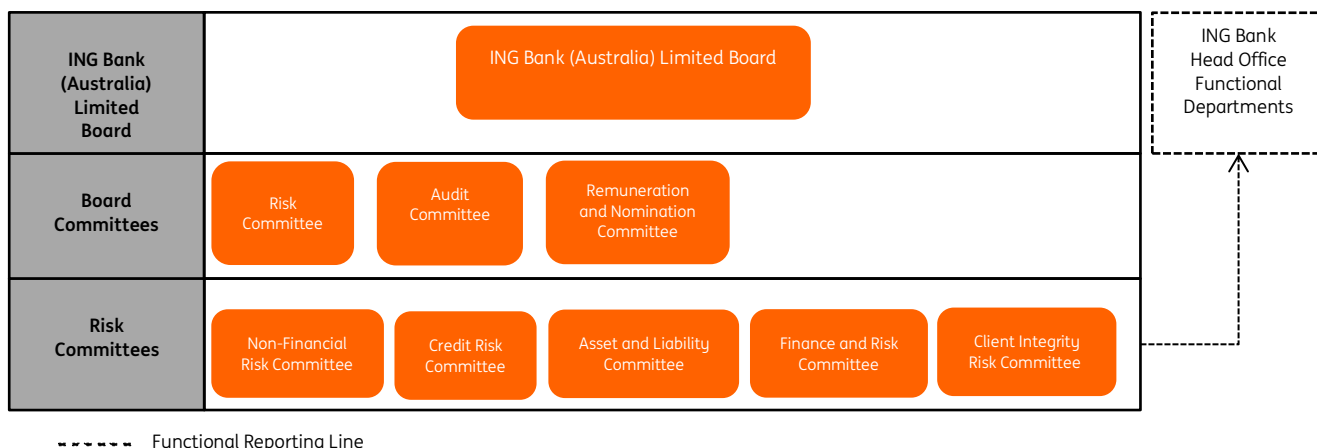 ING Bank
(Australia)
Limited
Board
ING Bank (Australia) Limited Board
ING Bank
Head Office
Functional
Departments
Board
Committees
Risk
Committee
Audit
Committee
Remuneration
and Nomination
Committee
Risk
Committees
Non-Financial
Risk Committee
Credit Risk
Committee
Asset and Liability
Committee
Finance and Risk
Committee
Client Integrity
Risk Committee
Functional Reporting Line